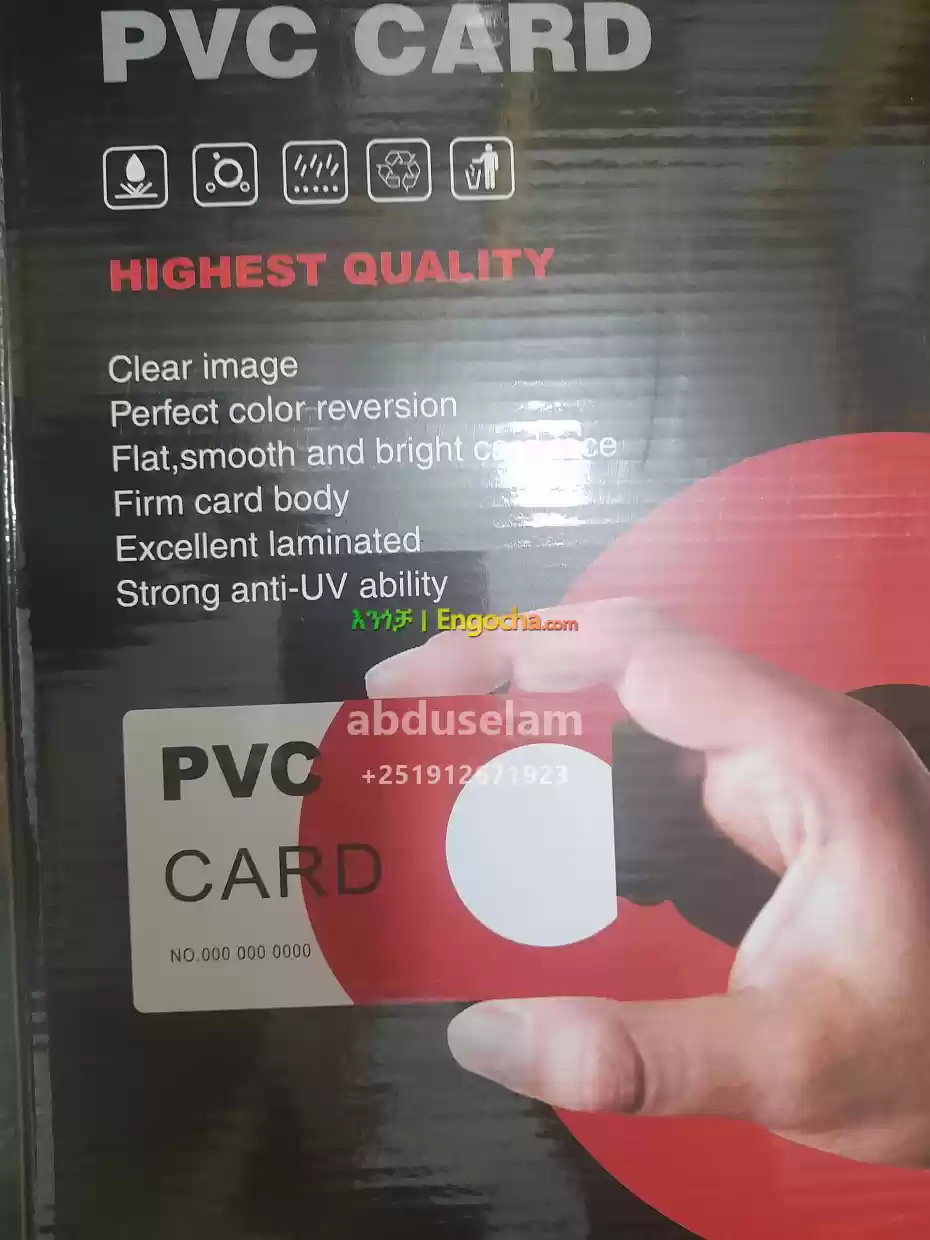 PVC CARD
HIGHEST QUALITY
Clear image
Perfect color reversion
Flat,smooth and bright
Firm card body
Excellent laminated
Strong anti-UV ability
እንጎቻ | Engocha.com
abduselam
PVC
+251912671923
CARD
NO.000 000 0000